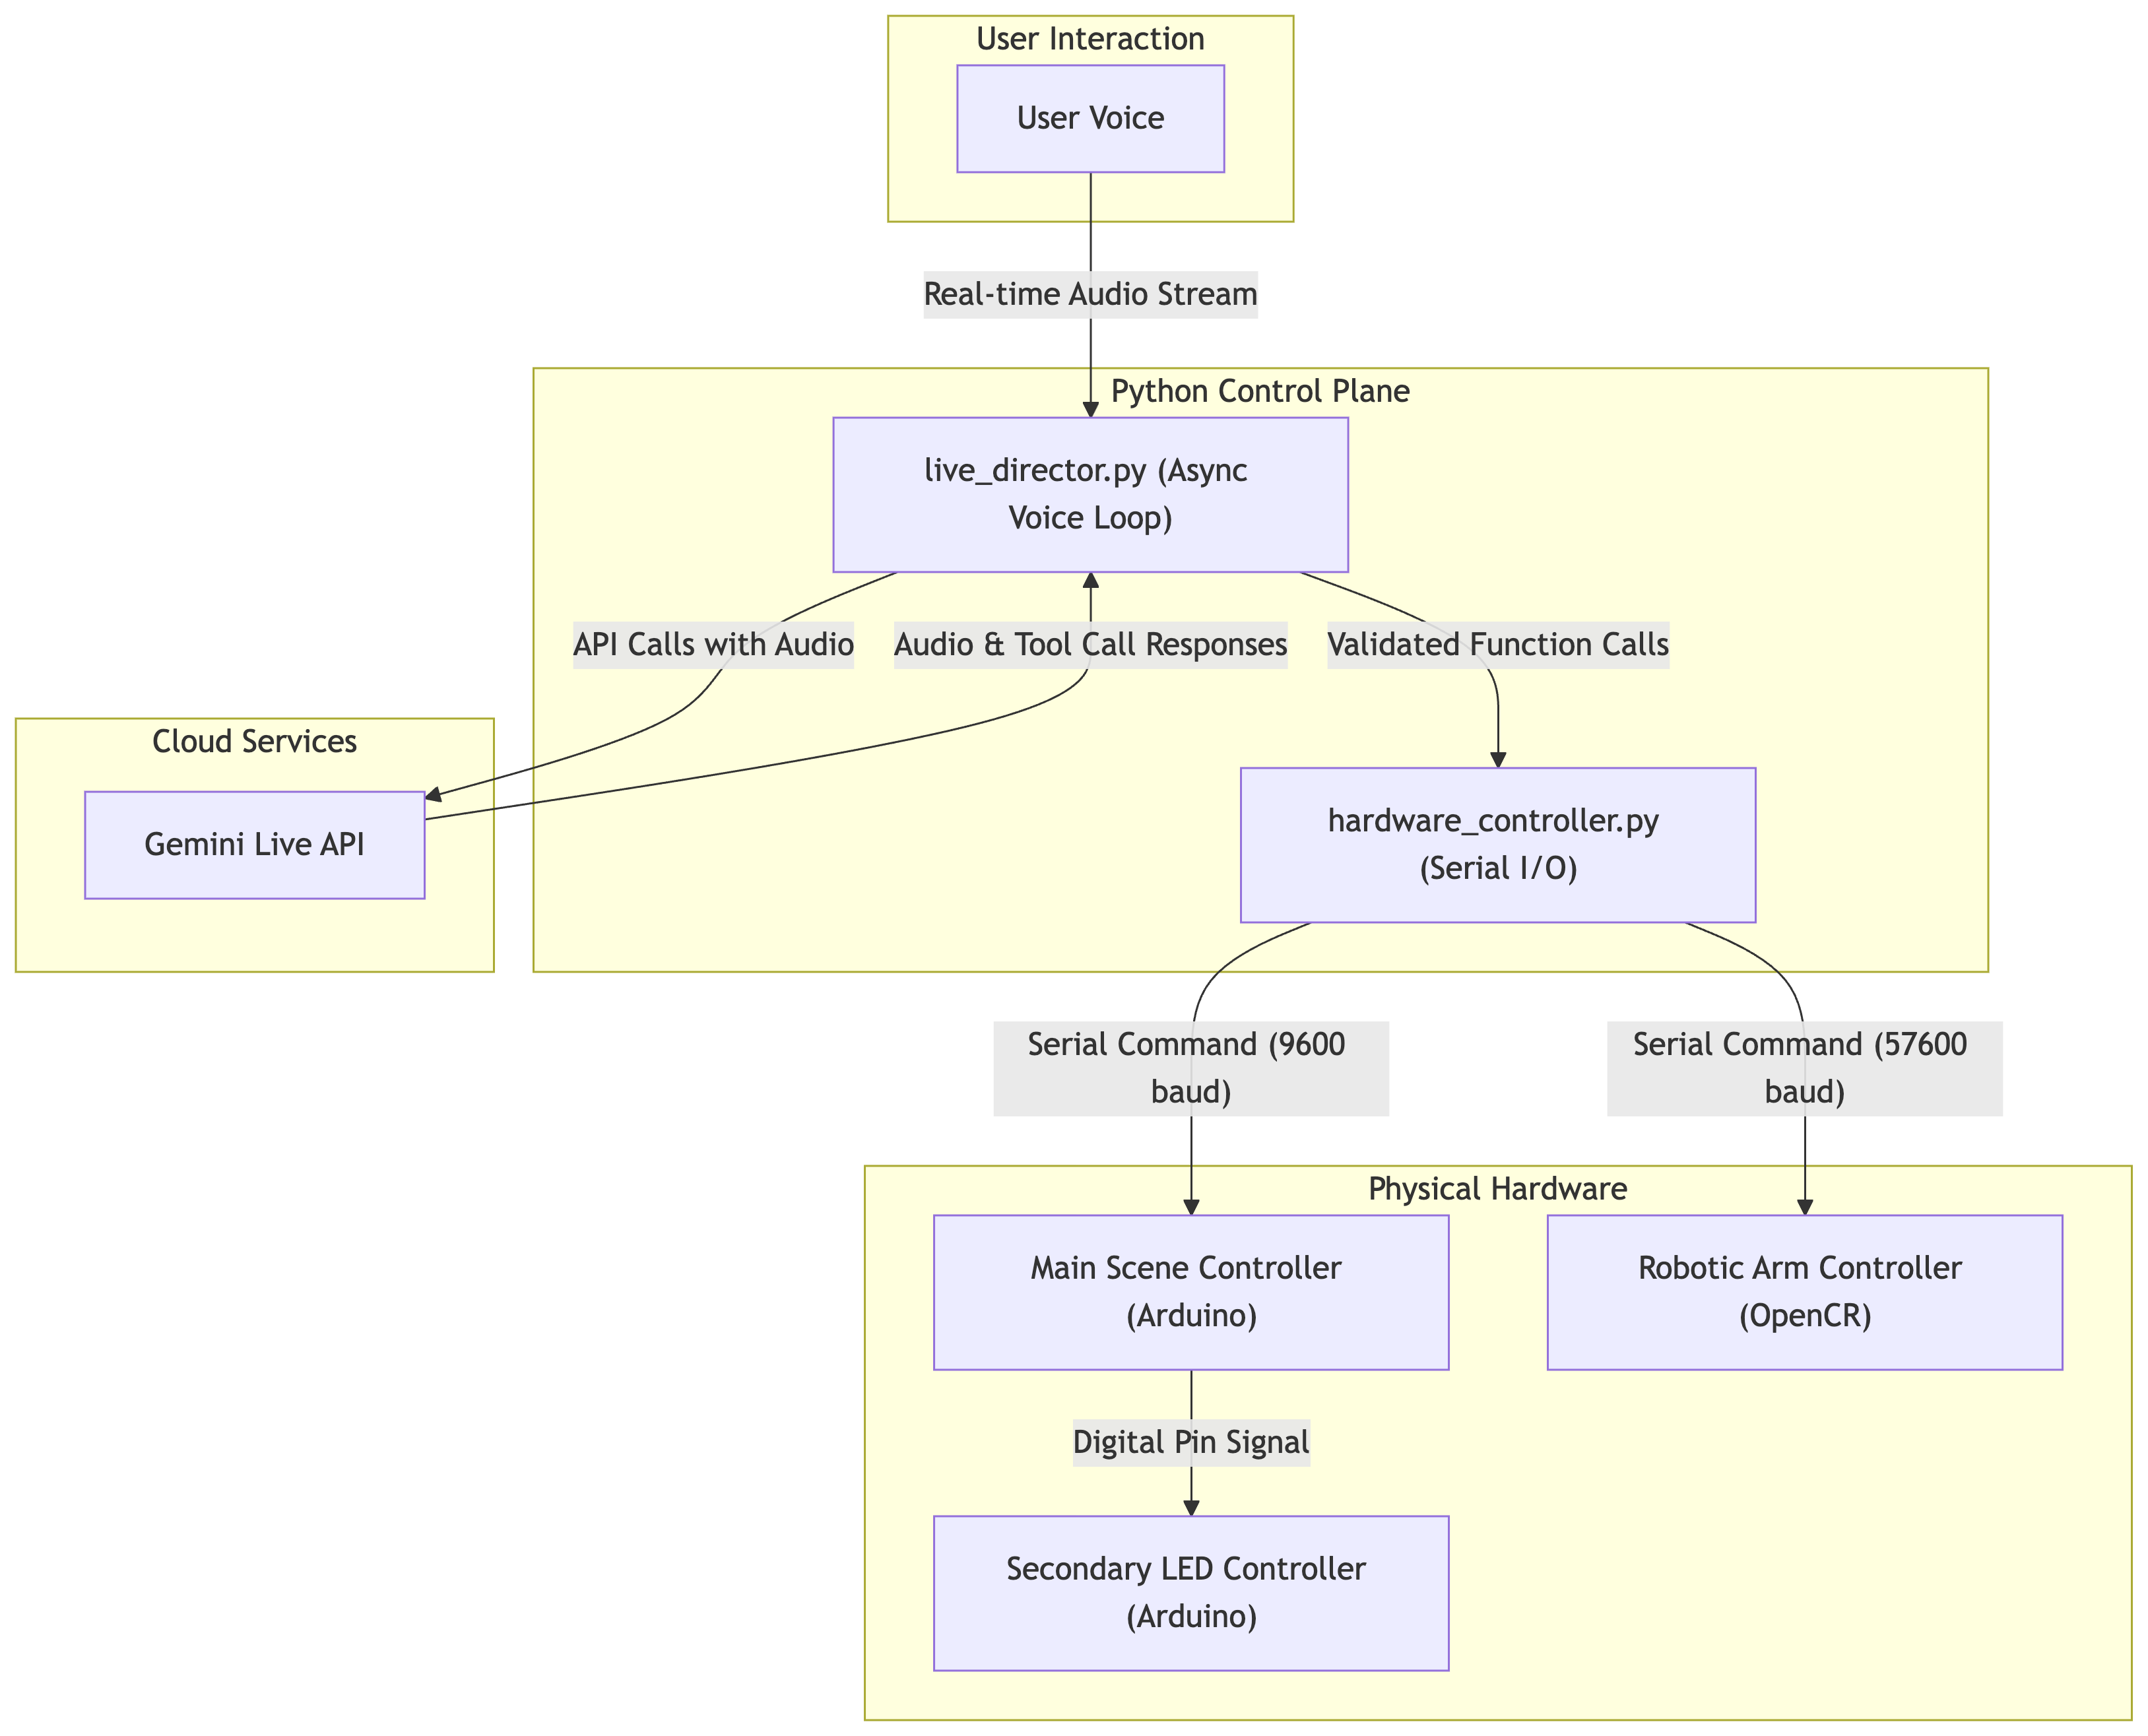 User Interaction
User Voice
Real-time Audio Stream
Python Control Plane
live_director.py (Async
Voice Loop)
API Calls with Audio
Audio & Tool Call Responses
Validated Function Calls
Cloud Services
Gemini Live API
hardware_controller.py
(Serial I/O)
Serial Command (9600
baud)
Serial Command (57600
baud)
Physical Hardware
Main Scene Controller
(Arduino)
Robotic Arm Controller
(OpenCR)
Digital Pin Signal
Secondary LED Controller
(Arduino)